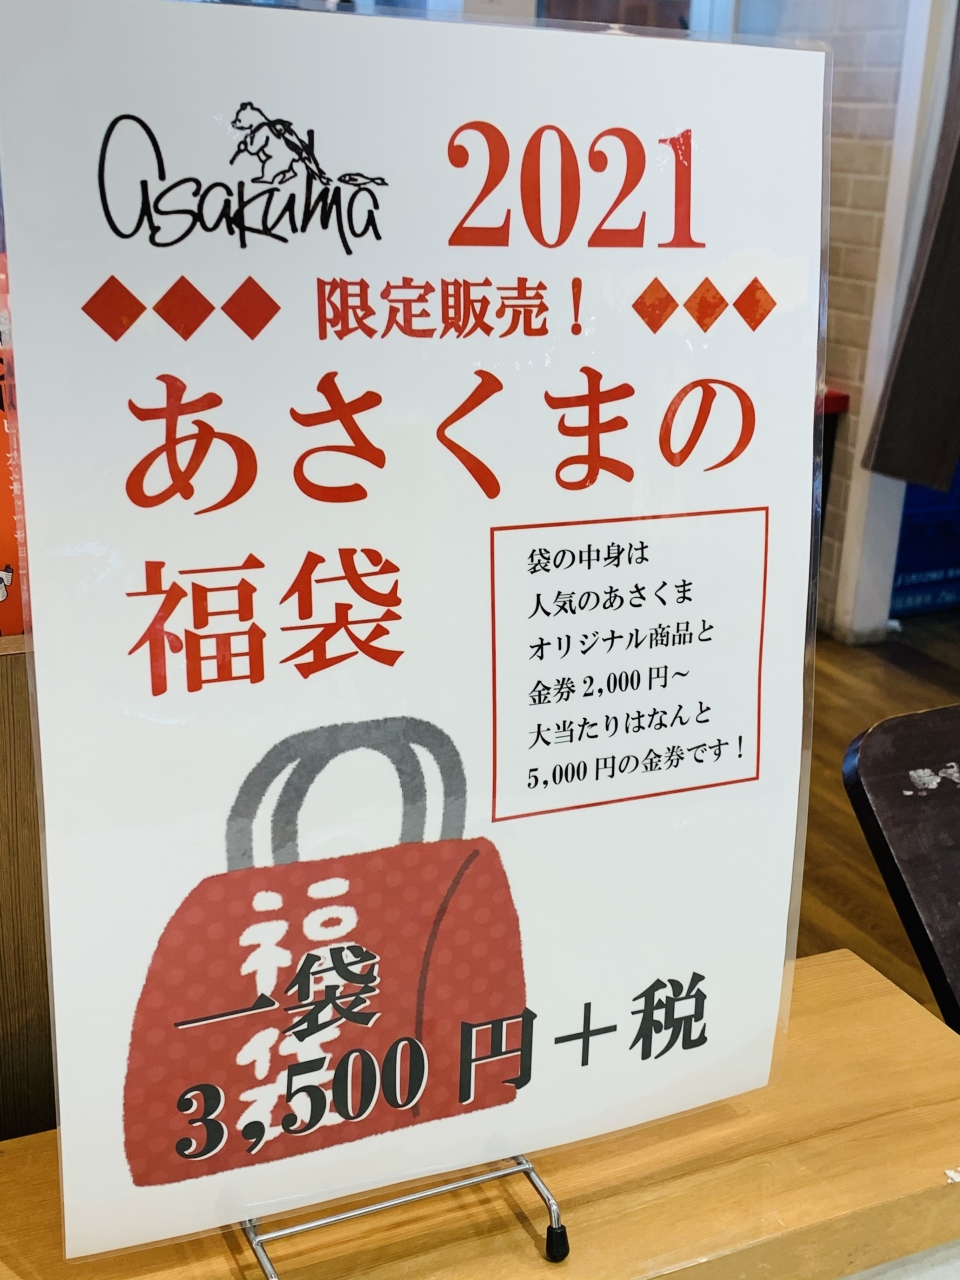 Asakuma 2021
限定販売！
あさくまの
福袋
袋の中身は
人気のあさくま
オリジナル商品と
金券2,000円～
大当たりはなんと
5,000円の金券です！
福袋
一袋
3,500円＋税